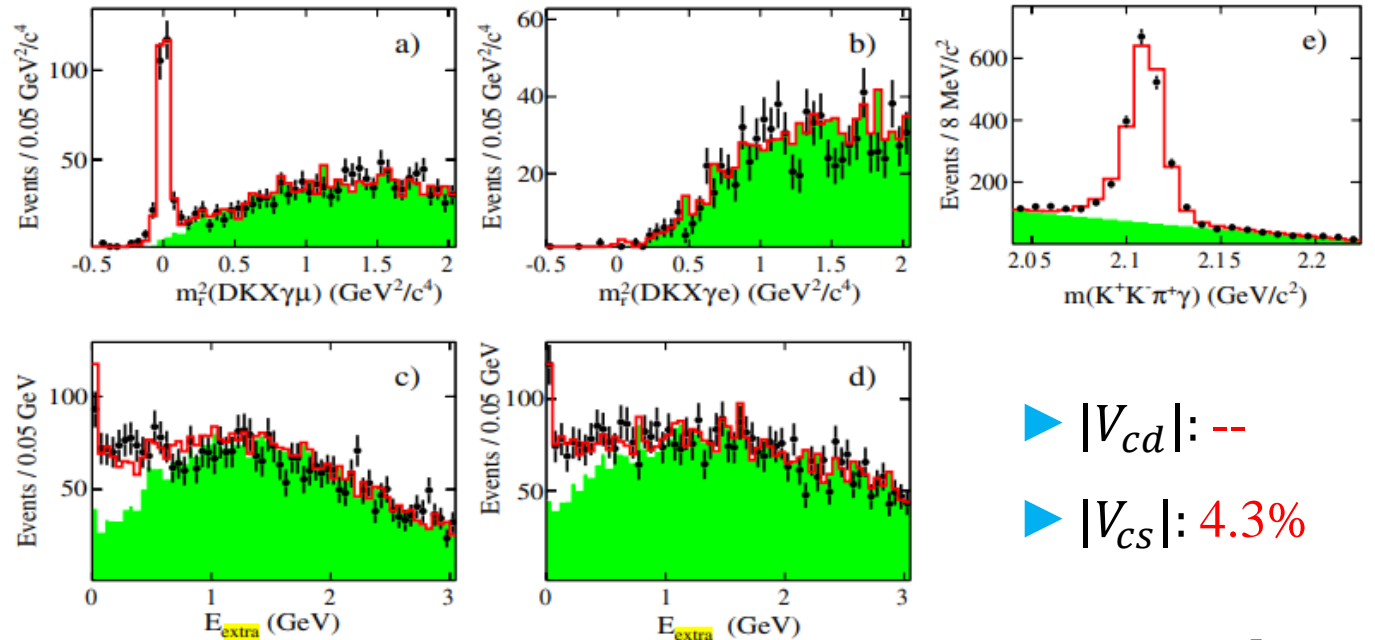 a)
Events / 0.05 GeV²/c⁴
100
50
-0.5 0 0.5 1 1.5 2
m²ᵣ(DKXγμ) (GeV²/c⁴)
b)
Events / 0.05 GeV²/c⁴
60
40
20
-0.5 0 0.5 1 1.5 2
m²ᵣ(DKXγe) (GeV²/c⁴)
e)
Events / 8 MeV/c²
600
400
200
2.05 2.1 2.15 2.2
m(K⁺K⁻π⁺γ) (GeV/c²)
c)
Events / 0.05 GeV
100
50
0 1 2 3
E_extra (GeV)
d)
Events / 0.05 GeV
100
50
0 1 2 3
E_extra (GeV)
|V_cd|: --
|V_cs|: 4.3%